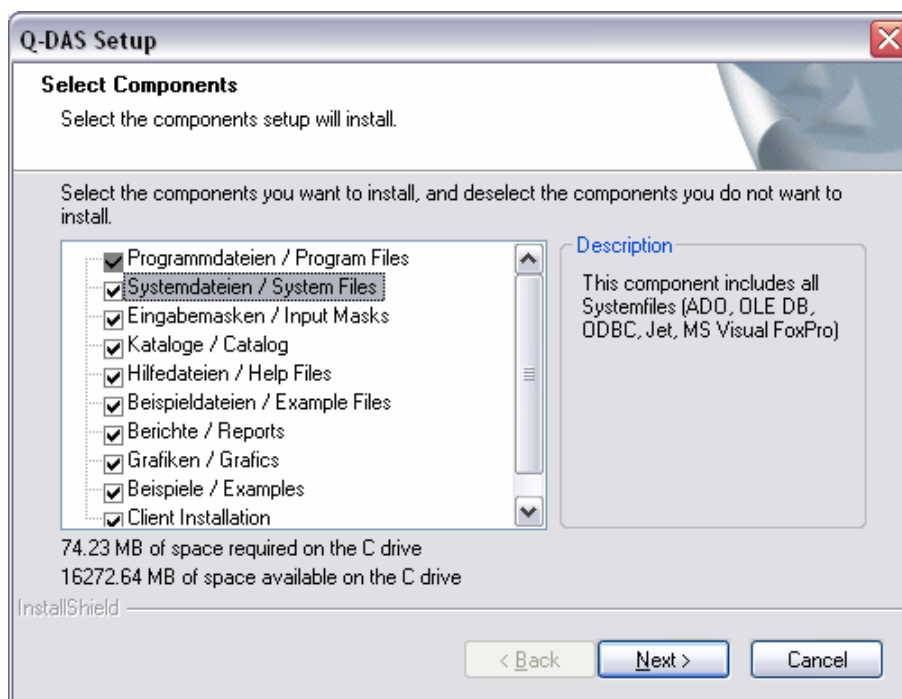 Q-DAS Setup
Select Components
Select the components setup will install.
Select the components you want to install, and deselect the components you do not want to
install.
Programmdateien / Program Files
Systemdateien / System Files
Eingabemasken / Input Masks
Kataloge / Catalog
Hilfedateien / Help Files
Beispieldateien / Example Files
Berichte / Reports
Grafiken / Grafics
Beispiele / Examples
Client Installation
Description
This component includes all
Systemfiles (ADO, OLE DB,
ODBC, Jet, MS Visual FoxPro)
74.23 MB of space required on the C drive
16272.64 MB of space available on the C drive
InstallShield
< Back
Next >
Cancel